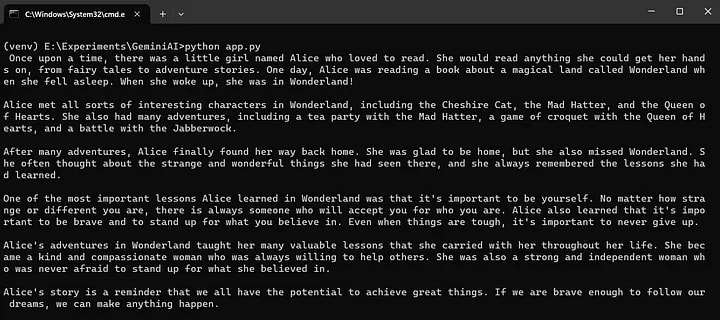 C:\Windows\System32\cmd.e
(venv) E:\Experiments\GeminiAI>python app.py
 Once upon a time, there was a little girl named Alice who loved to read. She would read anything she could get her hand
s on, from fairy tales to adventure stories. One day, Alice was reading a book about a magical land called Wonderland wh
en she fell asleep. When she woke up, she was in Wonderland!
Alice met all sorts of interesting characters in Wonderland, including the Cheshire Cat, the Mad Hatter, and the Queen o
f Hearts. She also had many adventures, including a tea party with the Mad Hatter, a game of croquet with the Queen of H
earts, and a battle with the Jabberwock.
After many adventures, Alice finally found her way back home. She was glad to be home, but she also missed Wonderland. S
he often thought about the strange and wonderful things she had seen there, and she always remembered the lessons she ha
d learned.
One of the most important lessons Alice learned in Wonderland was that it's important to be yourself. No matter how stra
nge or different you are, there is always someone who will accept you for who you are. Alice also learned that it's impo
rtant to be brave and to stand up for what you believe in. Even when things are tough, it's important to never give up.
Alice's adventures in Wonderland taught her many valuable lessons that she carried with her throughout her life. She bec
ame a kind and compassionate woman who was always willing to help others. She was also a strong and independent woman wh
o was never afraid to stand up for what she believed in.
Alice's story is a reminder that we all have the potential to achieve great things. If we are brave enough to follow our
 dreams, we can make anything happen.